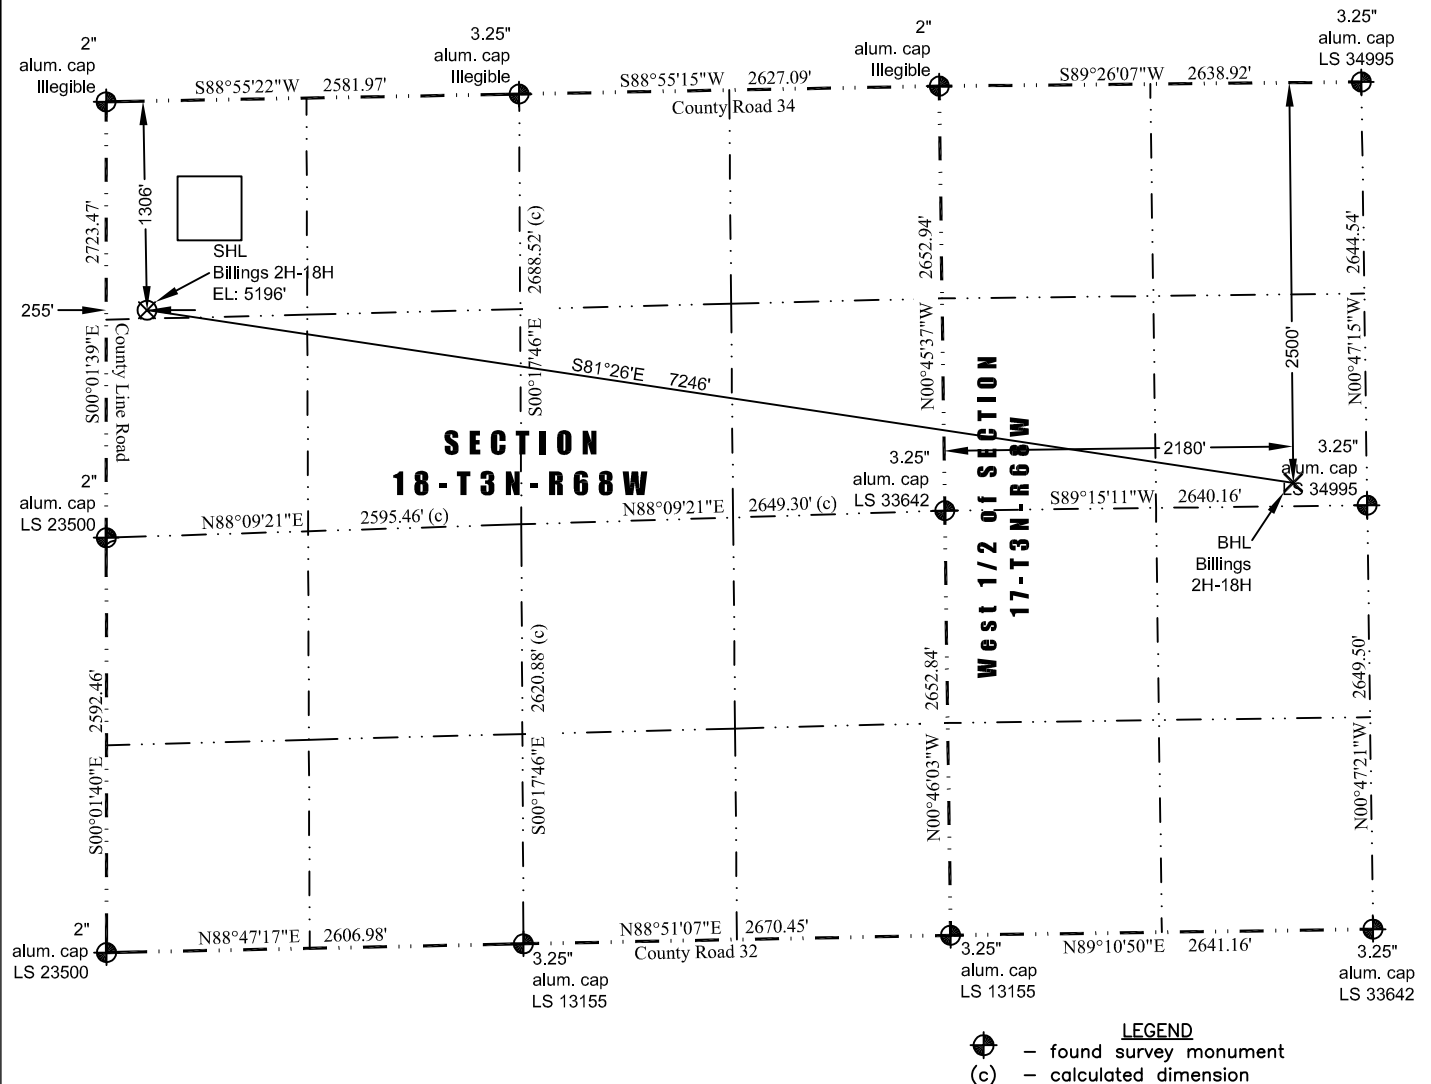 2"
alum. cap
Illegible
3.25"
alum. cap
Illegible
2"
alum. cap
Illegible
3.25"
alum. cap
LS 34995
S88°55'22"W 2581.97'
S88°55'15"W 2627.09'
S89°26'07"W 2638.92'
County Road 34
1306'
2723.47'
S00°01'39"E
County Line Road
255'
SHL
Billings 2H-18H
EL: 5196'
2688.52' (c)
S00°17'46"E
2652.94'
N00°45'37"W
2644.54'
N00°47'15"W
2500'
S81°26'E 7246'
SECTION
18-T3N-R68W
West 1/2 of SECTION
17-T3N-R68W
2180'
2"
alum. cap
LS 23500
3.25"
alum. cap
LS 33642
3.25"
alum. cap
LS 34995
N88°09'21"E 2595.46' (c)
N88°09'21"E 2649.30' (c)
S89°15'11"W 2640.16'
BHL
Billings
2H-18H
2592.46'
S00°01'40"E
2620.88' (c)
S00°17'46"E
2652.84'
N00°46'03"W
2649.50'
N00°47'21"W
2"
alum. cap
LS 23500
N88°47'17"E 2606.98'
N88°51'07"E 2670.45'
N89°10'50"E 2641.16'
County Road 32
3.25"
alum. cap
LS 13155
3.25"
alum. cap
LS 13155
3.25"
alum. cap
LS 33642
LEGEND
– found survey monument
(c) – calculated dimension